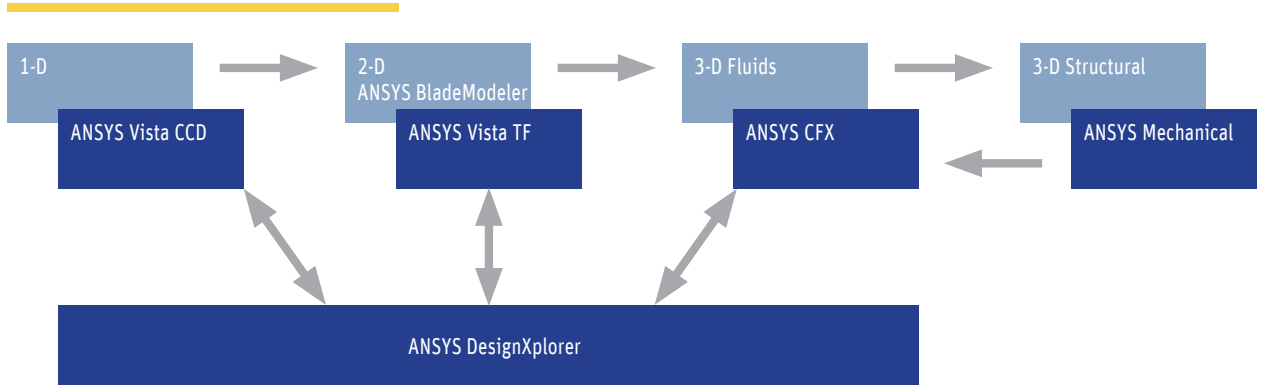 1-D
ANSYS Vista CCD
2-D
ANSYS BladeModeler
ANSYS Vista TF
3-D Fluids
ANSYS CFX
3-D Structural
ANSYS Mechanical
ANSYS DesignXplorer